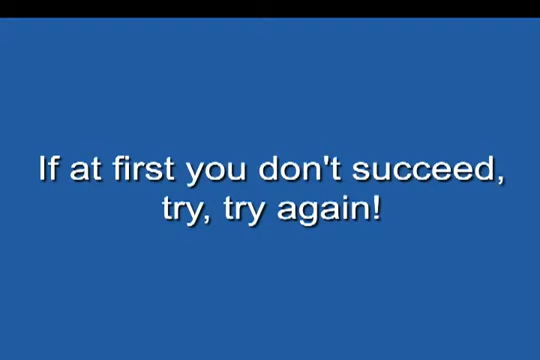 If at first you don't succeed,
try, try again!